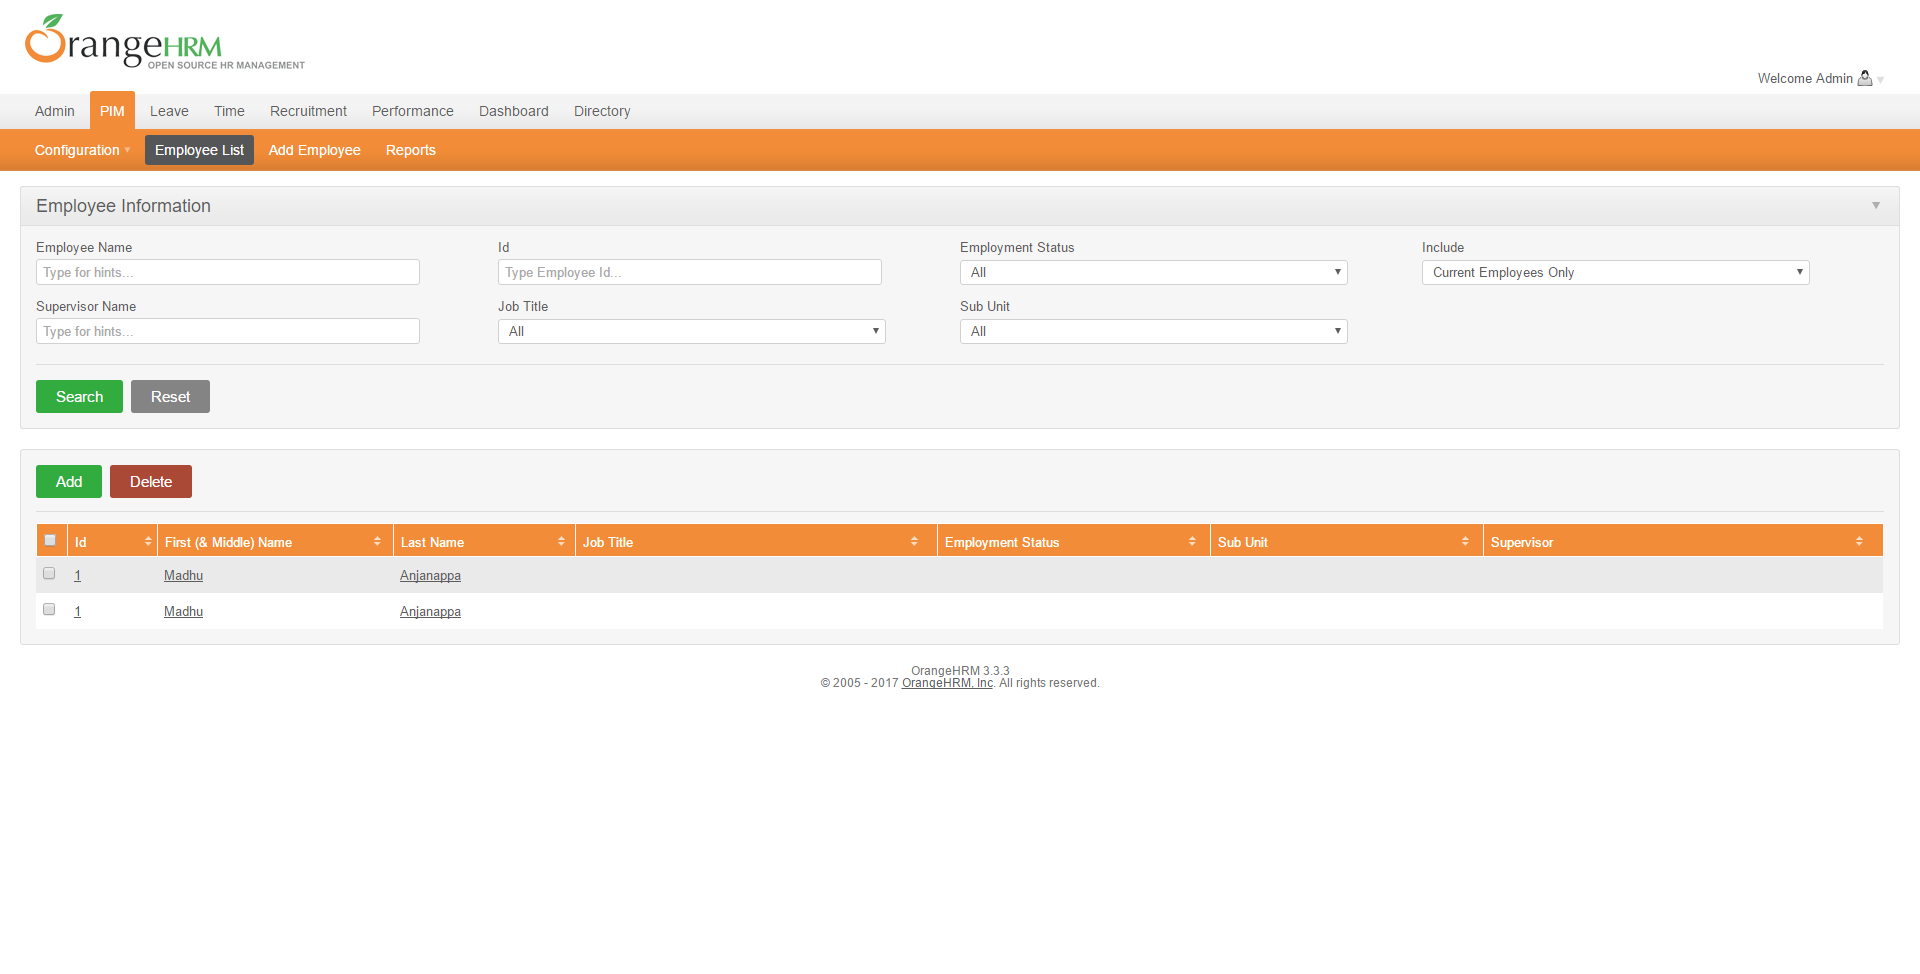 OrangeHRM
OPEN SOURCE HR MANAGEMENT
Welcome Admin
Admin PIM Leave Time Recruitment Performance Dashboard Directory
Configuration Employee List Add Employee Reports
Employee Information
Employee Name Id Employment Status Include
Type for hints... Type Employee Id... All Current Employees Only
Supervisor Name Job Title Sub Unit
Type for hints... All All
Search Reset
Add Delete
Id First (& Middle) Name Last Name Job Title Employment Status Sub Unit Supervisor
1 Madhu Anjanappa
1 Madhu Anjanappa
OrangeHRM 3.3.3
© 2005 - 2017 OrangeHRM, Inc. All rights reserved.